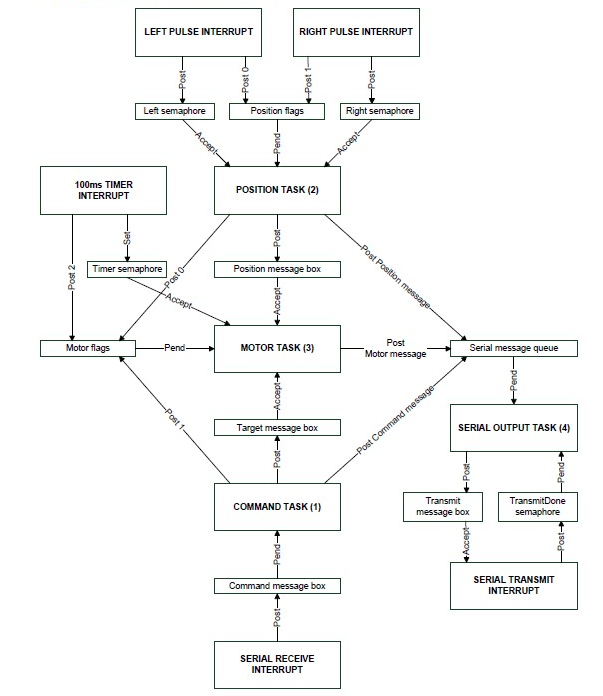 LEFT PULSE INTERRUPT
RIGHT PULSE INTERRUPT
Post
Post 0
Post 1
Post
Left semaphore
Position flags
Right semaphore
Accept
Pend
Accept
100ms TIMER
INTERRUPT
POSITION TASK (2)
Set
Post
Post 2
Timer semaphore
Post 0
Position message box
Post Position message
Accept
Accept
Motor flags
Pend
MOTOR TASK (3)
Post
Motor message
Serial message queue
Accept
Pend
Post 1
Target message box
Post Command message
SERIAL OUTPUT TASK (4)
Post
Post
Pend
COMMAND TASK (1)
Transmit
message box
TransmitDone
semaphore
Pend
Accept
Post
Command message box
SERIAL TRANSMIT
INTERRUPT
Post
SERIAL RECEIVE
INTERRUPT